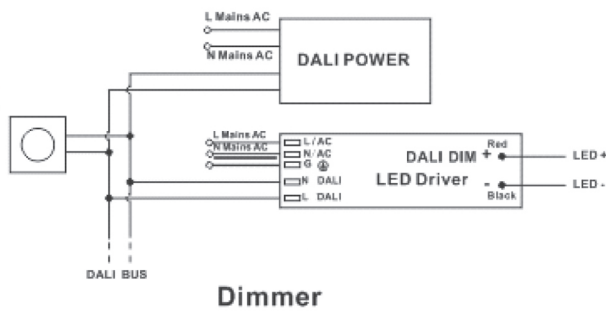 L Mains AC
N Mains AC
DALI POWER
L Mains AC
N Mains AC
L/AC
N/AC
G
N DALI
L DALI
DALI DIM
LED Driver
Red
+
-
Black
LED +
LED -
DALI BUS
Dimmer